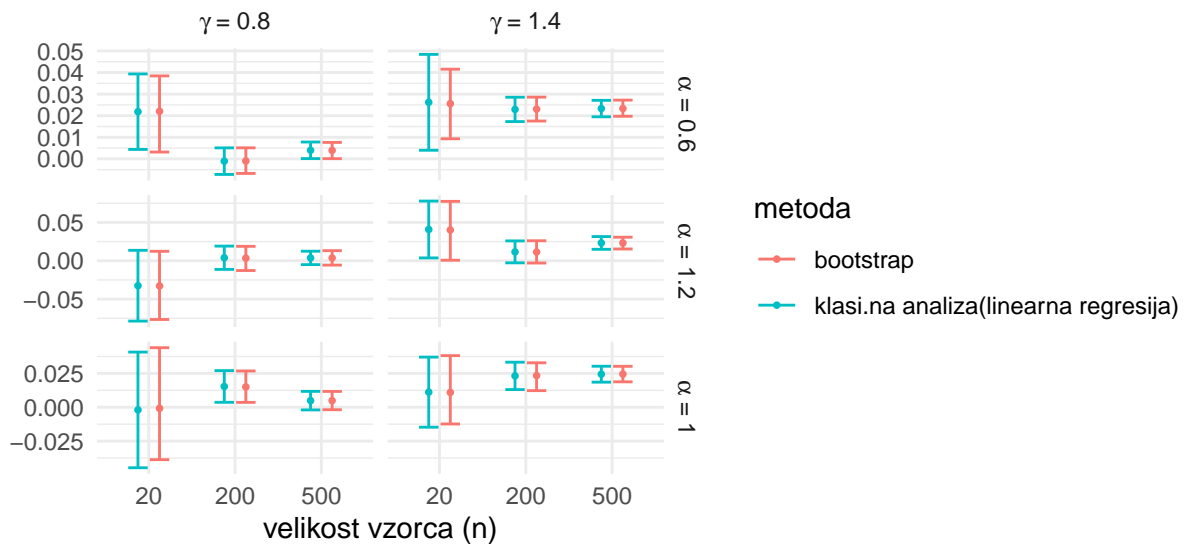 γ = 0.8
γ = 1.4
0.05
0.04
0.03
0.02
0.01
0.00
α = 0.6
0.05
0.00
−0.05
α = 1.2
0.025
0.000
−0.025
α = 1
20 200 500
20 200 500
velikost vzorca (n)
metoda
bootstrap
klasi.na analiza(linearna regresija)